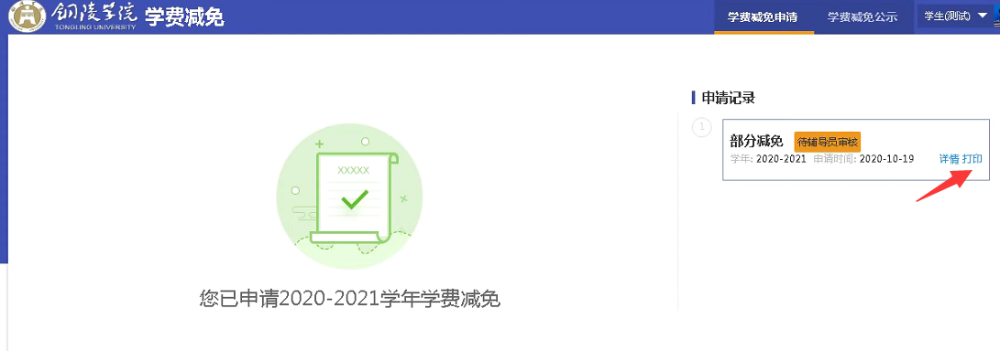 铜陵学院 学费减免
TONGLING UNIVERSITY
学费减免申请 学费减免公示 学生(测试)
申请记录
1
部分减免 待辅导员审核
学年: 2020-2021 申请时间: 2020-10-19 详情 打印
XXXXX
您已申请2020-2021学年学费减免